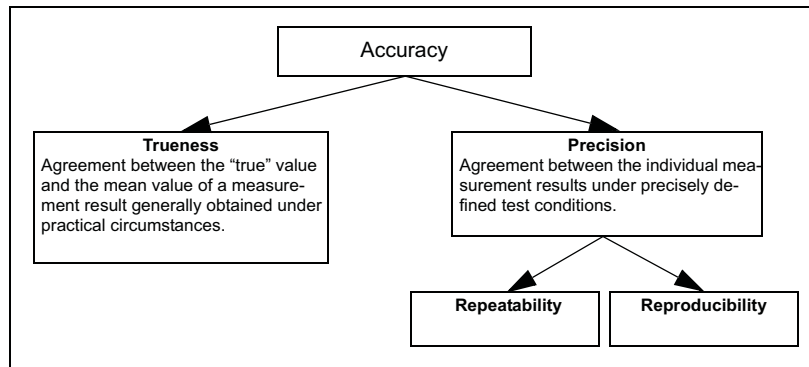 Accuracy
Trueness
Agreement between the “true” value
and the mean value of a measure-
ment result generally obtained under
practical circumstances.
Precision
Agreement between the individual mea-
surement results under precisely de-
fined test conditions.
Repeatability
Reproducibility